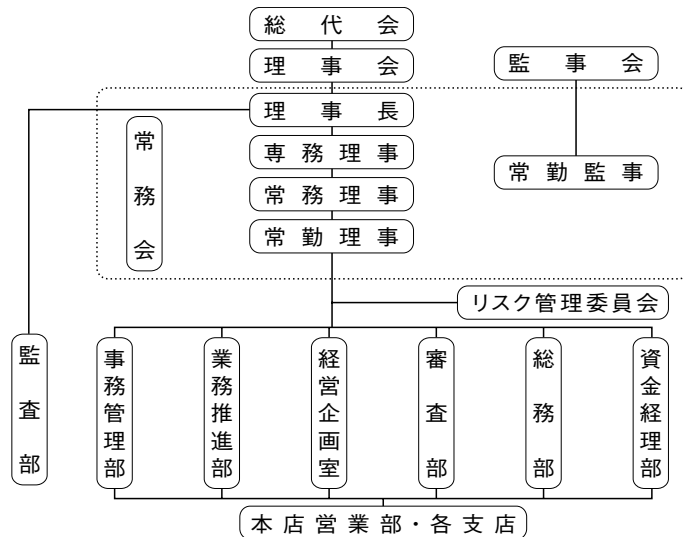 総代会
理事会
監事会
理事長
常務会
専務理事
常勤監事
常務理事
常勤理事
リスク管理委員会
監査部
事務管理部
業務推進部
経営企画室
審査部
総務部
資金経理部
本店営業部・各支店